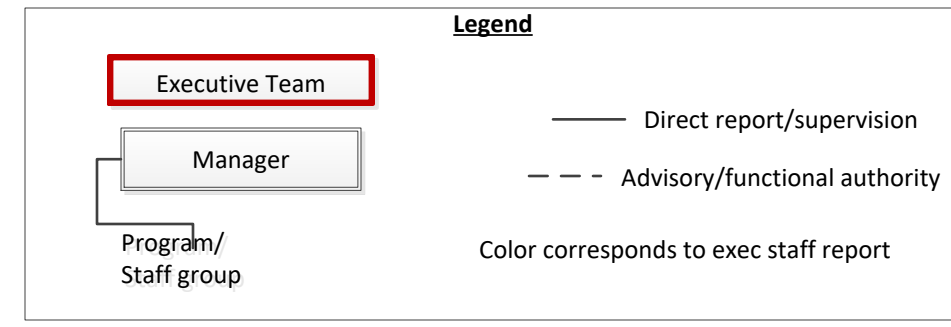 Legend
Executive Team
Direct report/supervision
Manager
Advisory/functional authority
Program/
Staff group
Color corresponds to exec staff report